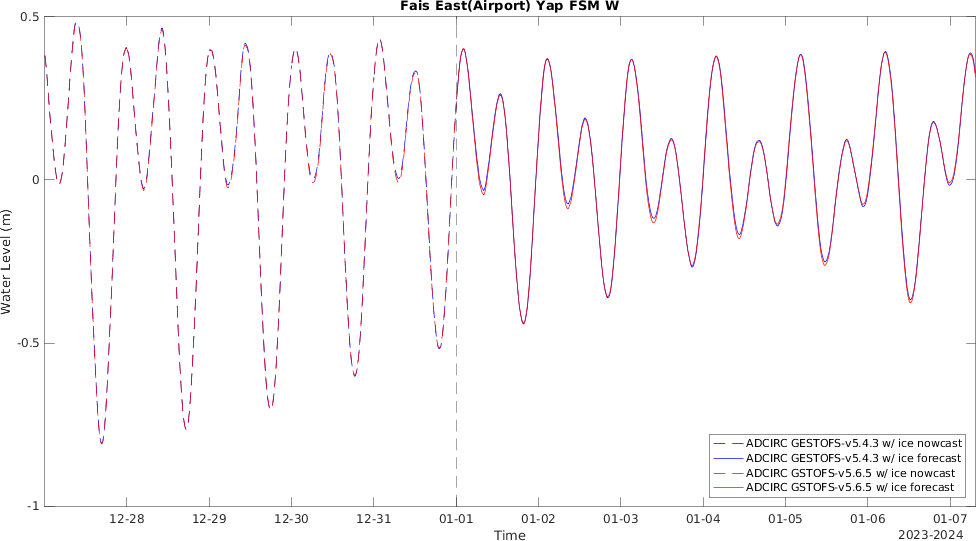 Fais East(Airport) Yap FSM W
0.5
0
-0.5
-1
Water Level (m)
12-28 12-29 12-30 12-31 01-01 01-02 01-03 01-04 01-05 01-06 01-07
Time
2023-2024
ADCIRC GESTOFS-v5.4.3 w/ ice nowcast
ADCIRC GESTOFS-v5.4.3 w/ ice forecast
ADCIRC GSTOFS-v5.6.5 w/ ice nowcast
ADCIRC GSTOFS-v5.6.5 w/ ice forecast